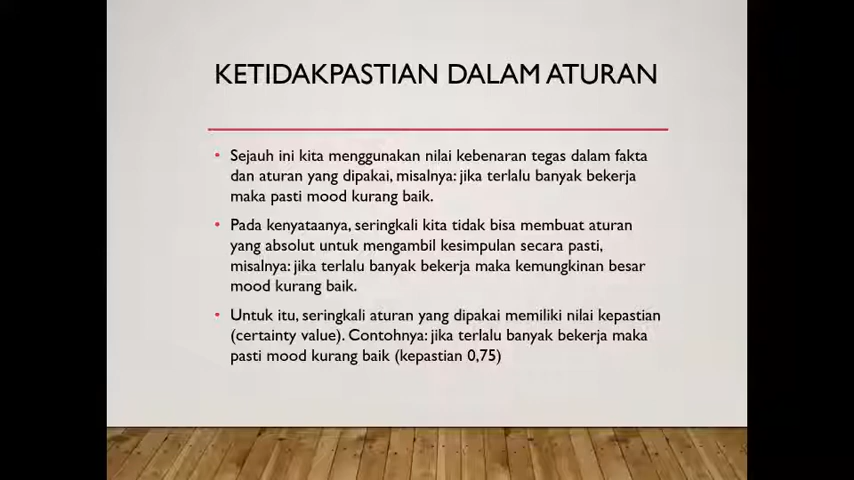 KETIDAKPASTIAN DALAM ATURAN
• Sejauh ini kita menggunakan nilai kebenaran tegas dalam fakta
dan aturan yang dipakai, misalnya: jika terlalu banyak bekerja
maka pasti mood kurang baik.
• Pada kenyataanya, seringkali kita tidak bisa membuat aturan
yang absolut untuk mengambil kesimpulan secara pasti,
misalnya: jika terlalu banyak bekerja maka kemungkinan besar
mood kurang baik.
• Untuk itu, seringkali aturan yang dipakai memiliki nilai kepastian
(certainty value). Contohnya: jika terlalu banyak bekerja maka
pasti mood kurang baik (kepastian 0,75)